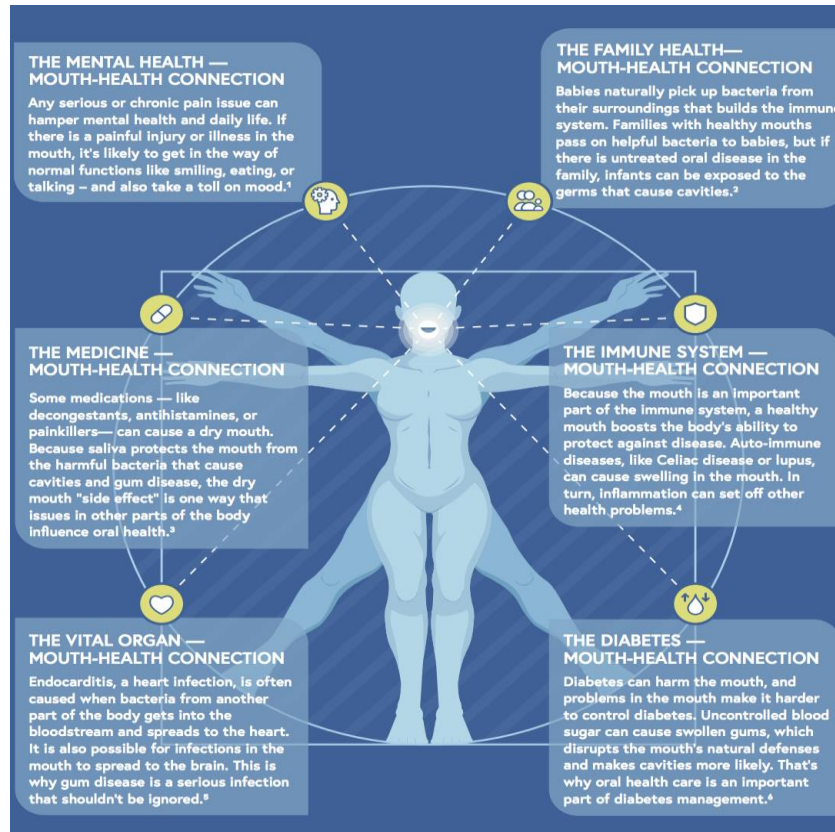 THE MENTAL HEALTH —
MOUTH-HEALTH CONNECTION
Any serious or chronic pain issue can
hamper mental health and daily life. If
there is a painful injury or illness in the
mouth, it's likely to get in the way of
normal functions like smiling, eating, or
talking – and also take a toll on mood.¹
THE FAMILY HEALTH—
MOUTH-HEALTH CONNECTION
Babies naturally pick up bacteria from
their surroundings that builds the immune
system. Families with healthy mouths
pass on helpful bacteria to babies, but if
there is untreated oral disease in the
family, infants can be exposed to the
germs that cause cavities.²
THE MEDICINE —
MOUTH-HEALTH CONNECTION
Some medications — like
decongestants, antihistamines, or
painkillers— can cause a dry mouth.
Because saliva protects the mouth from
the harmful bacteria that cause
cavities and gum disease, the dry
mouth "side effect" is one way that
issues in other parts of the body
influence oral health.³
THE IMMUNE SYSTEM —
MOUTH-HEALTH CONNECTION
Because the mouth is an important
part of the immune system, a healthy
mouth boosts the body's ability to
protect against disease. Auto-immune
diseases, like Celiac disease or lupus,
can cause swelling in the mouth. In
turn, inflammation can set off other
health problems.⁴
THE VITAL ORGAN —
MOUTH-HEALTH CONNECTION
Endocarditis, a heart infection, is often
caused when bacteria from another
part of the body gets into the
bloodstream and spreads to the heart.
It is also possible for infections in the
mouth to spread to the brain. This is
why gum disease is a serious infection
that shouldn't be ignored.⁵
THE DIABETES —
MOUTH-HEALTH CONNECTION
Diabetes can harm the mouth, and
problems in the mouth make it harder
to control diabetes. Uncontrolled blood
sugar can cause swollen gums, which
disrupts the mouth's natural defenses
and makes cavities more likely. That's
why oral health care is an important
part of diabetes management.⁶